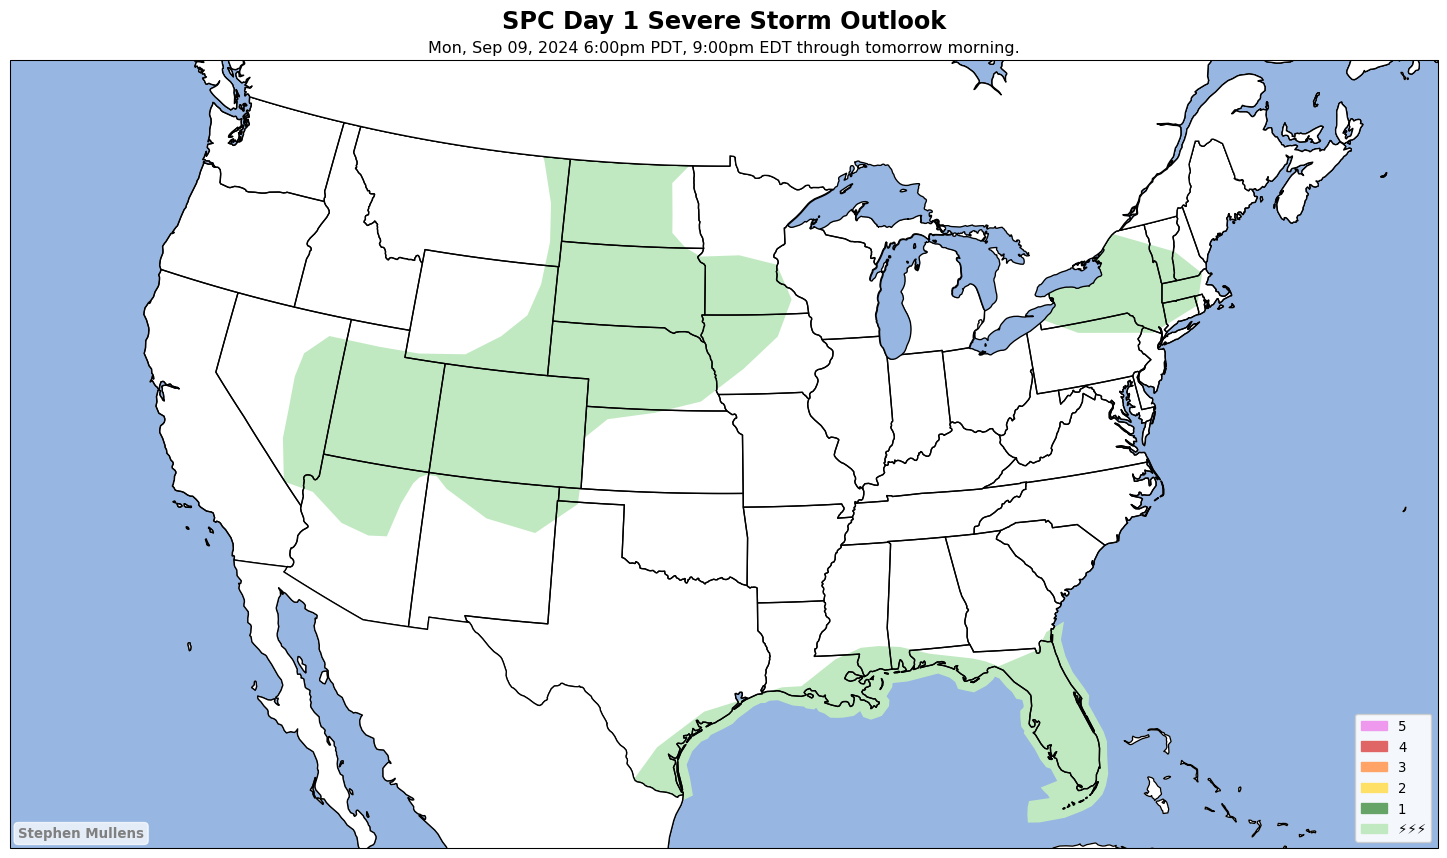 SPC Day 1 Severe Storm Outlook
Mon, Sep 09, 2024 6:00pm PDT, 9:00pm EDT through tomorrow morning.
5
4
3
2
1
⚡⚡⚡
Stephen Mullens